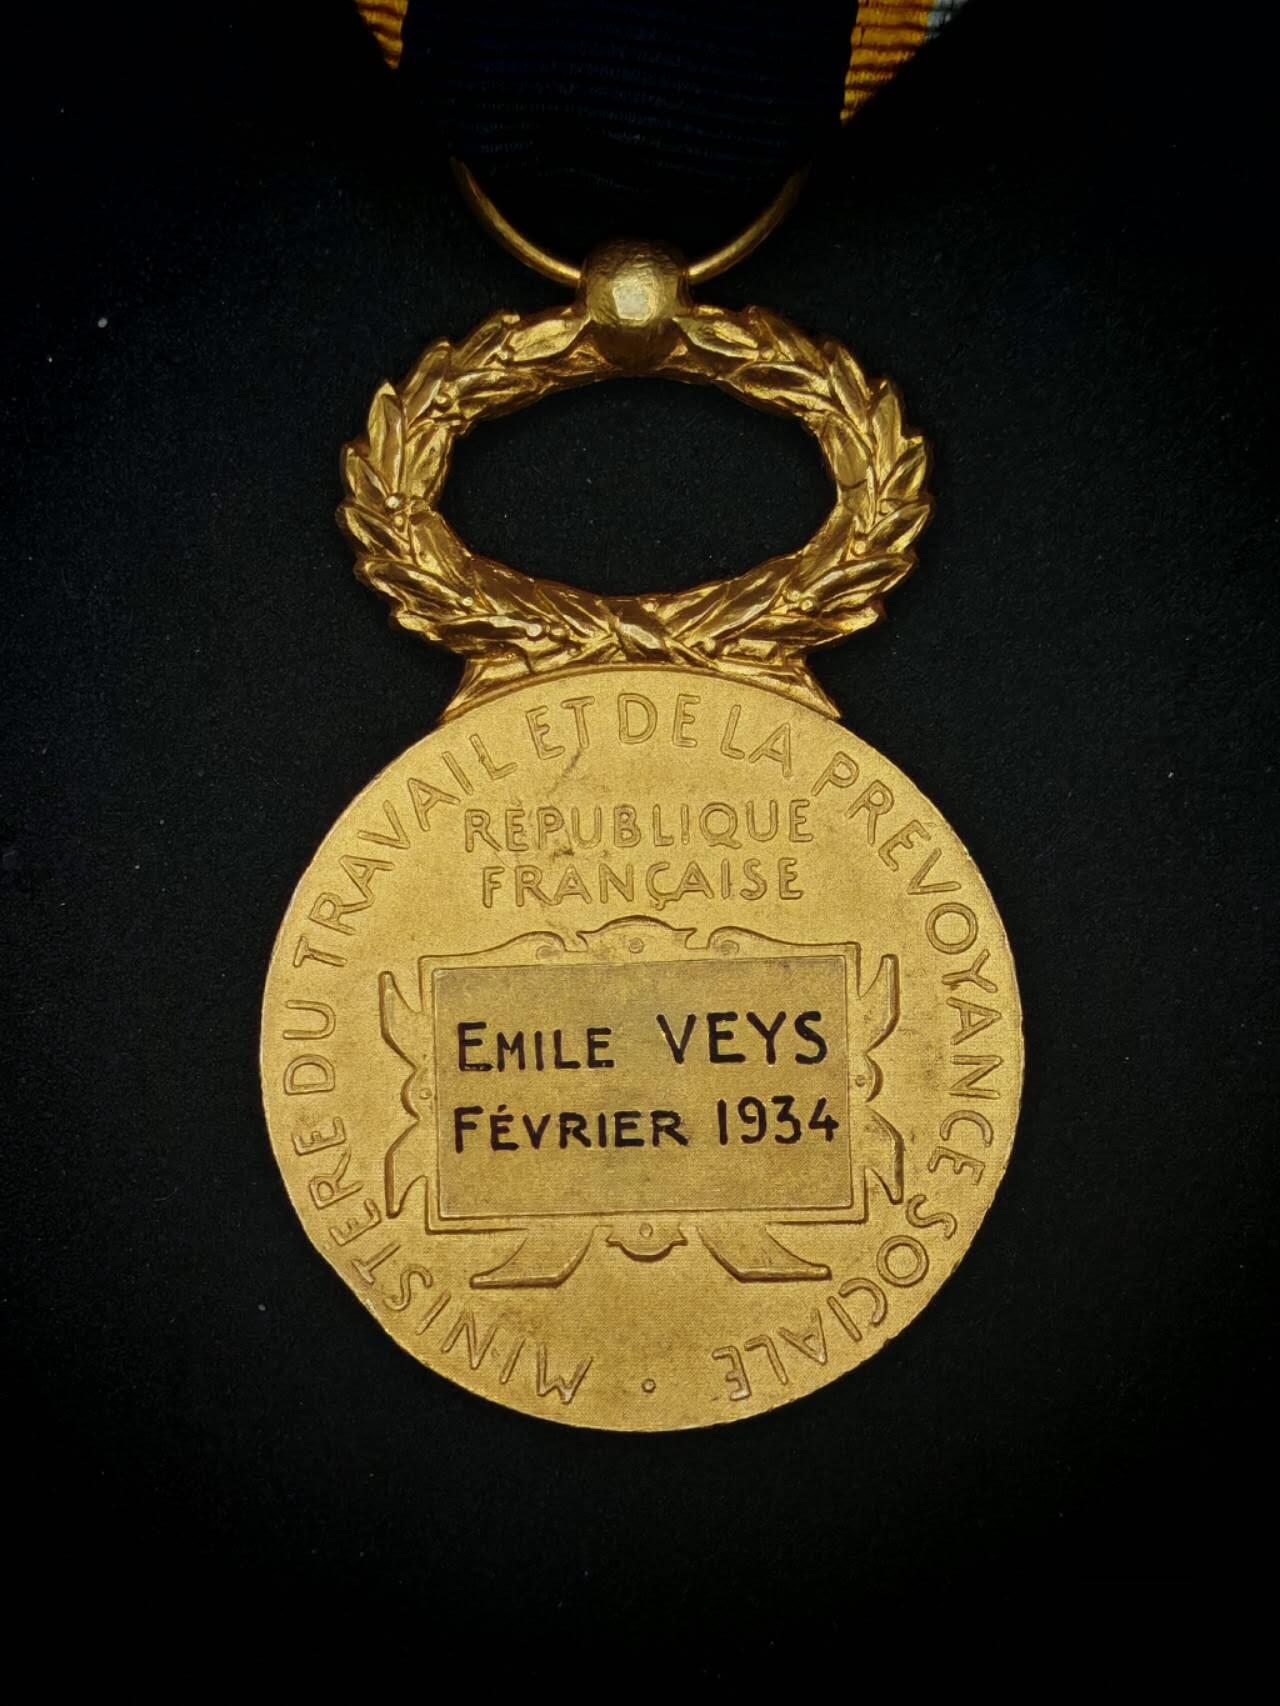 MINISTERE DU TRAVAIL ET DE LA PREVOYANCE SOCIALE
RÉPUBLIQUE
FRANÇAISE
EMILE VEYS
FÉVRIER 1934